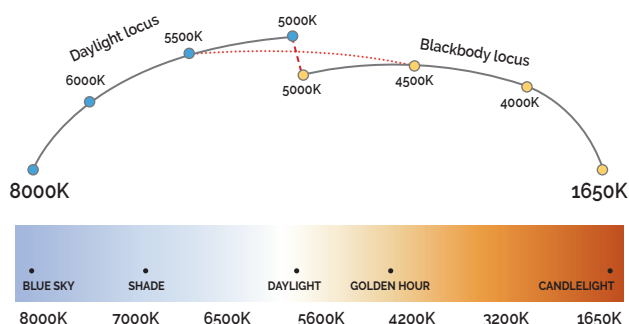 Daylight locus
5500K
5000K
Blackbody locus
6000K
5000K
4500K
4000K
8000K
1650K
BLUE SKY
SHADE
DAYLIGHT
GOLDEN HOUR
CANDLELIGHT
8000K
7000K
6500K
5600K
4200K
3200K
1650K